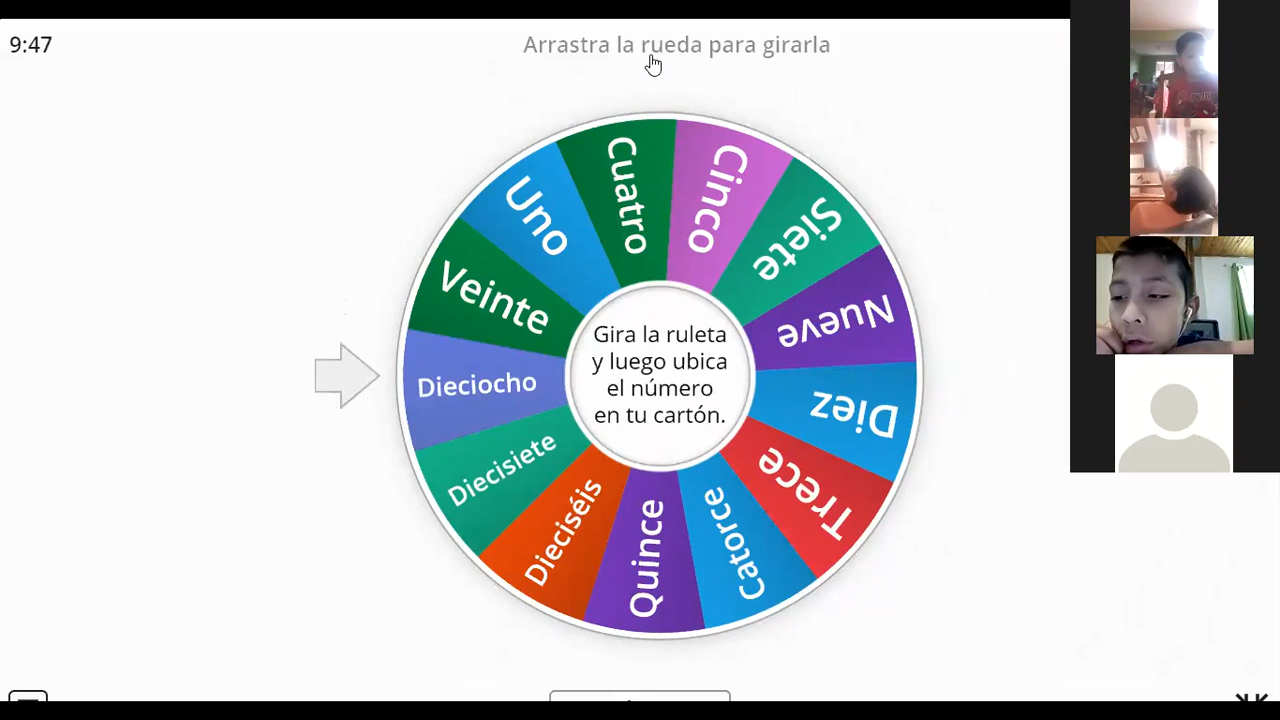 9:47
Arrastra la rueda para girarla
Cuatro
Cinco
Siete
Nueve
Diez
Trece
Catorce
Quince
Dieciséis
Diecisiete
Dieciocho
Veinte
Uno
Gira la ruleta
y luego ubica
el número
en tu cartón.